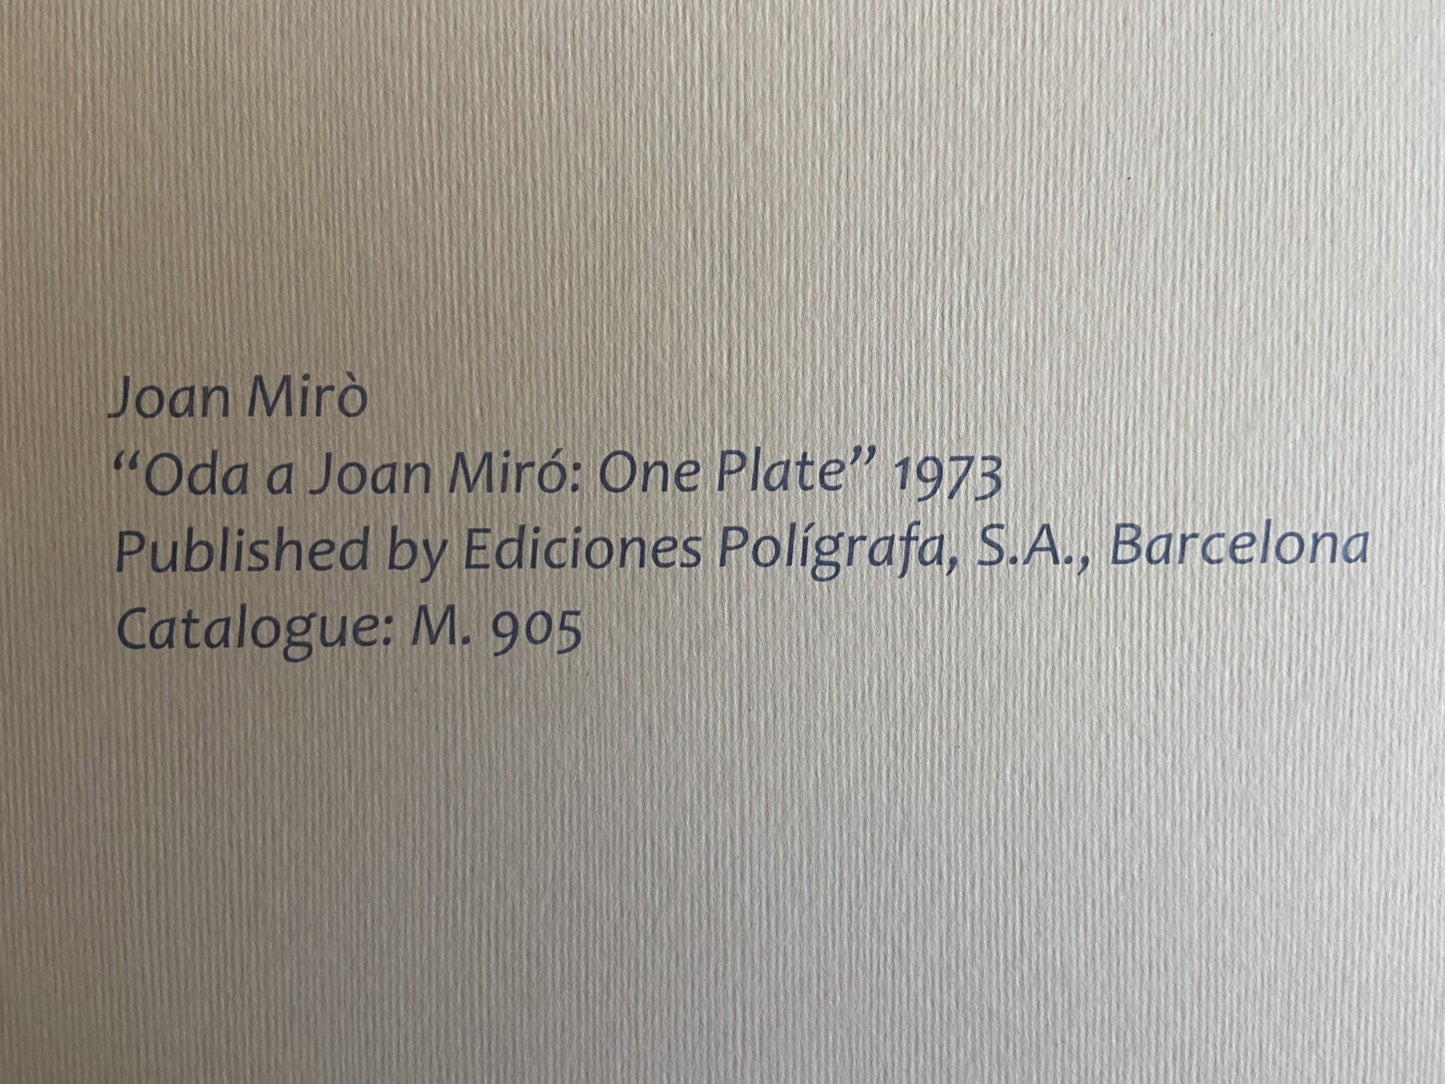 Joan Mirò
“Oda a Joan Miró: One Plate” 1973
Published by Ediciones Polígrafa, S.A., Barcelona
Catalogue: M. 905